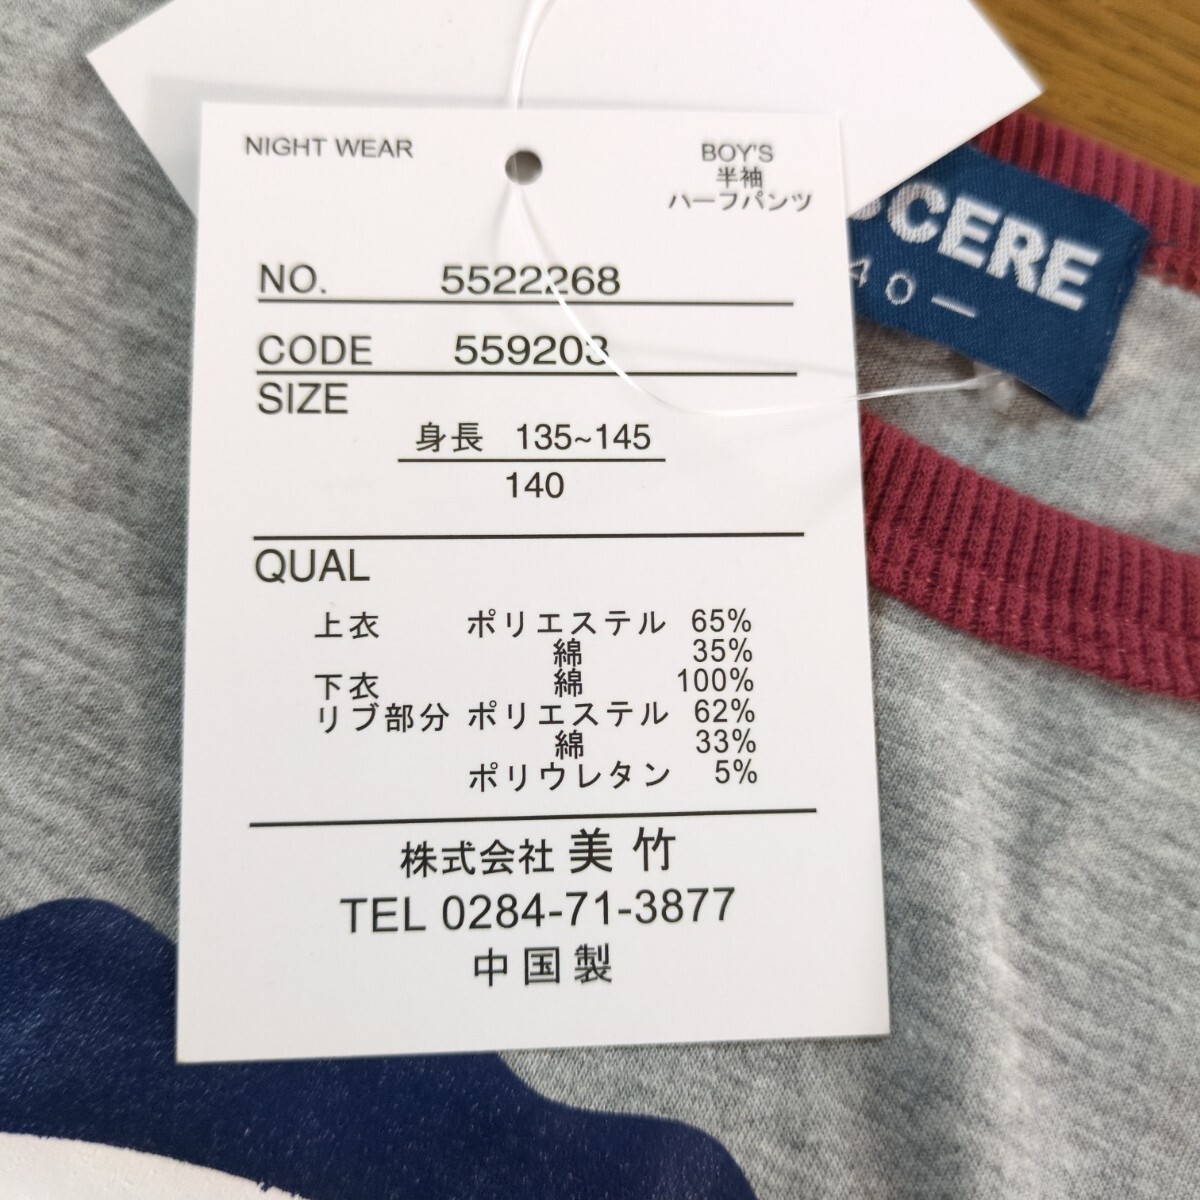 NIGHT WEAR
BOY'S
半袖
ハーフパンツ
NO. 5522268
CODE 559203
SIZE
身長 135~145
140
QUAL
上衣 ポリエステル 65%
綿 35%
下衣 綿 100%
リブ部分 ポリエステル 62%
綿 33%
ポリウレタン 5%
株式会社 美竹
TEL 0284-71-3877
中国製